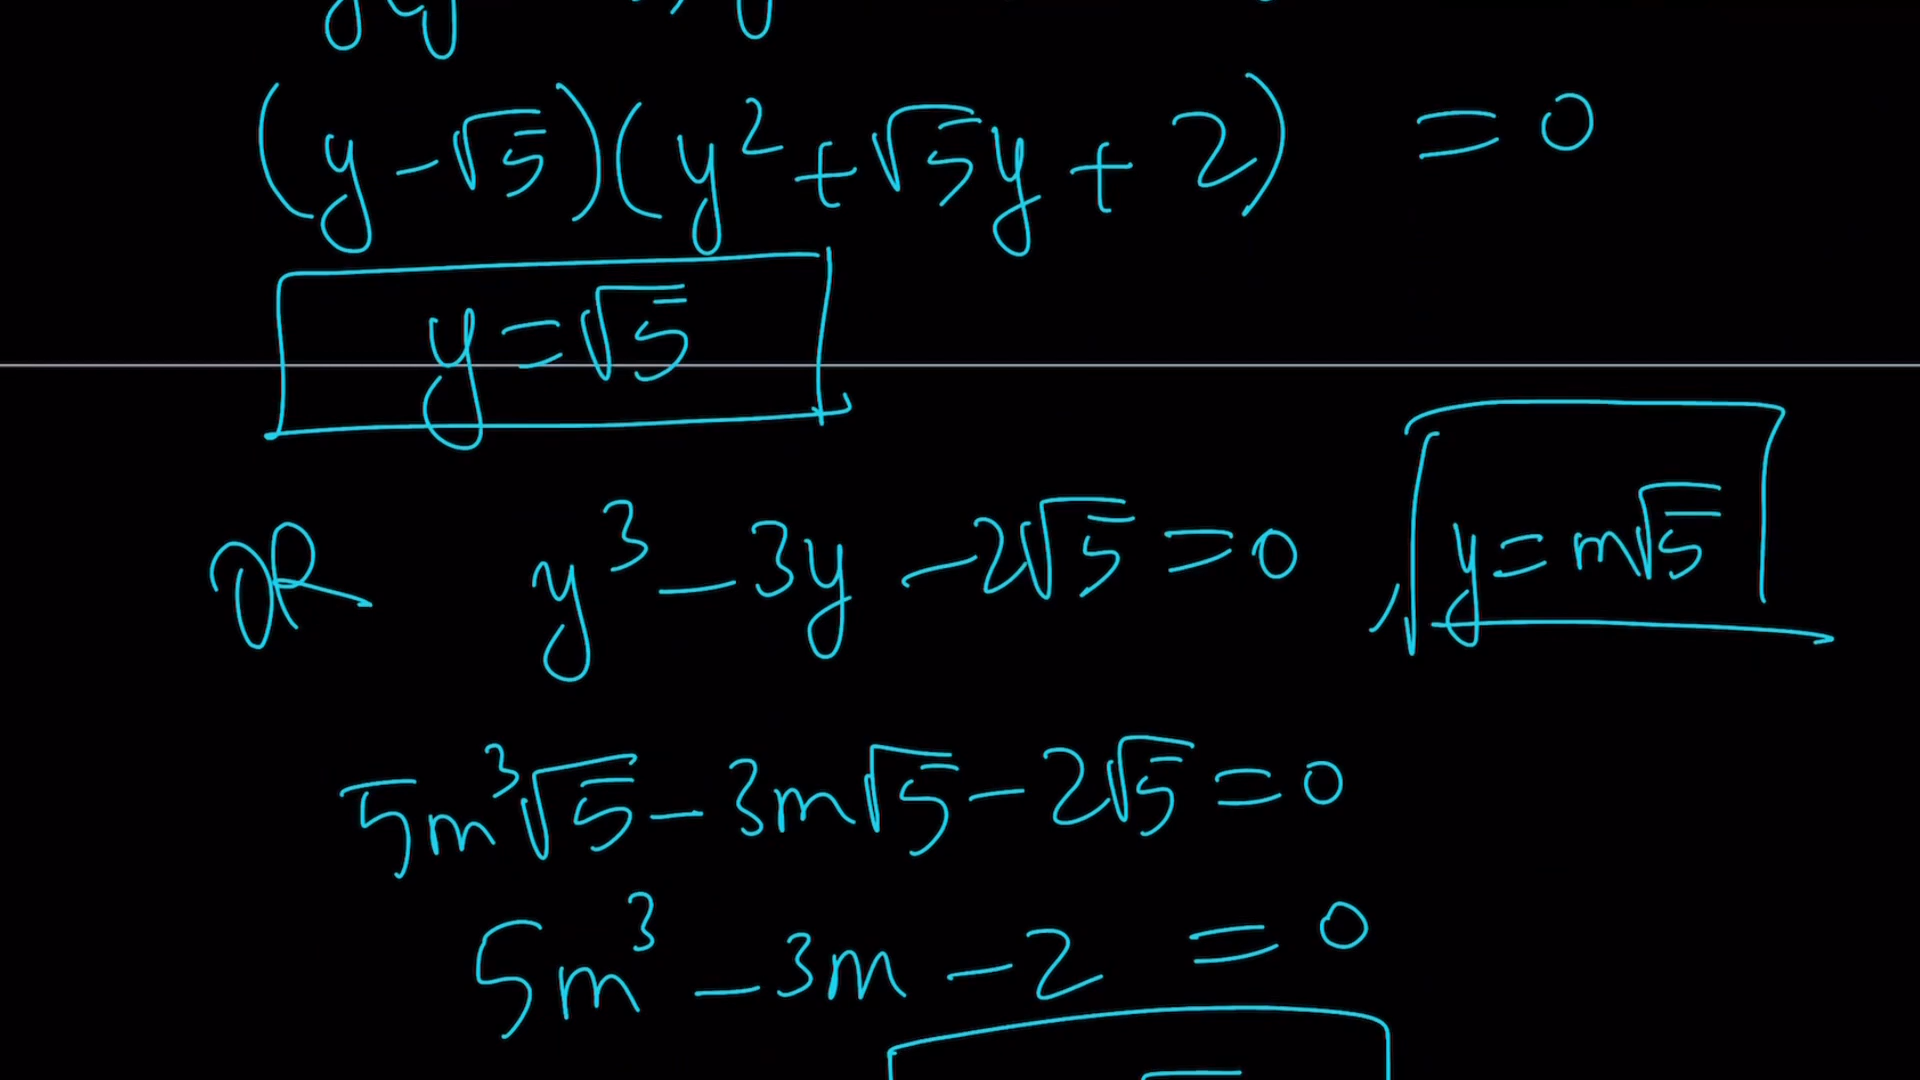 (y-√5)(y²+√5y+2) =0
y=√5
OR y³-3y-2√5=0 y=m√5
5m³√5-3m√5-2√5=0
5m³-3m-2 =0